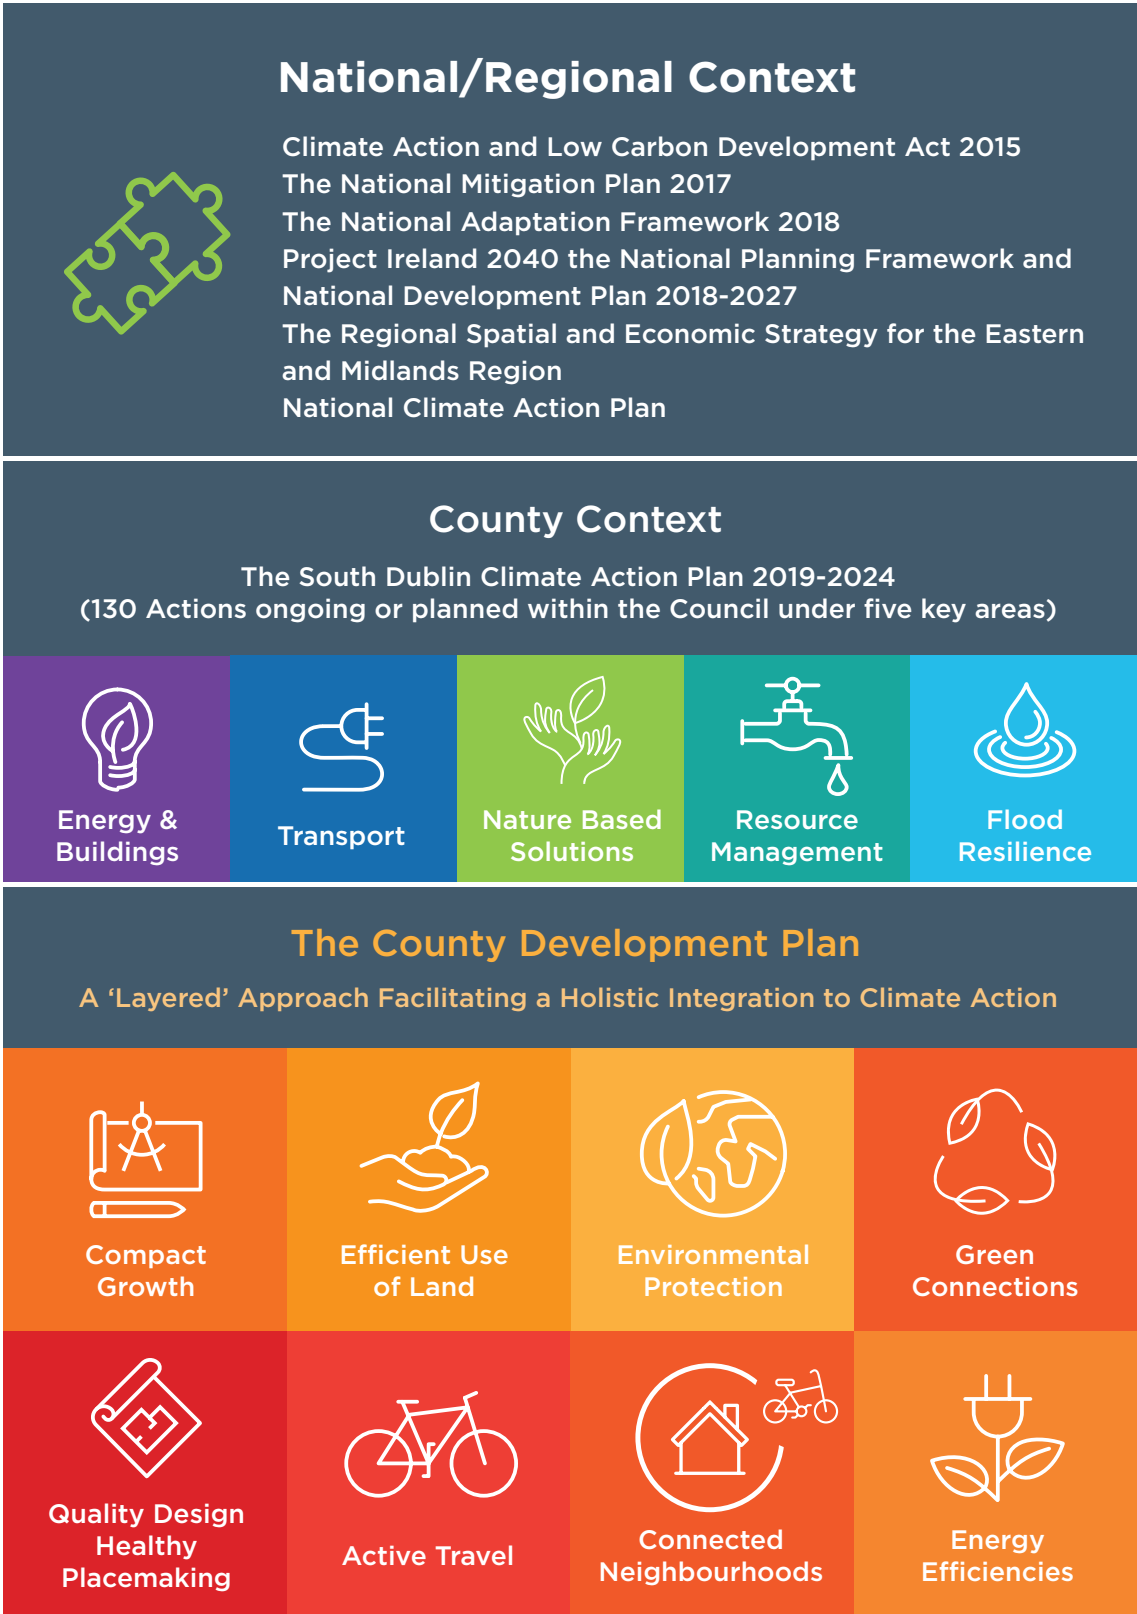 National/Regional Context
Climate Action and Low Carbon Development Act 2015
The National Mitigation Plan 2017
The National Adaptation Framework 2018
Project Ireland 2040 the National Planning Framework and
National Development Plan 2018-2027
The Regional Spatial and Economic Strategy for the Eastern
and Midlands Region
National Climate Action Plan
County Context
The South Dublin Climate Action Plan 2019-2024
(130 Actions ongoing or planned within the Council under five key areas)
Energy &
Buildings
Transport
Nature Based
Solutions
Resource
Management
Flood
Resilience
The County Development Plan
A ‘Layered’ Approach Facilitating a Holistic Integration to Climate Action
Compact
Growth
Efficient Use
of Land
Environmental
Protection
Green
Connections
Quality Design
Healthy
Placemaking
Active Travel
Connected
Neighbourhoods
Energy
Efficiencies